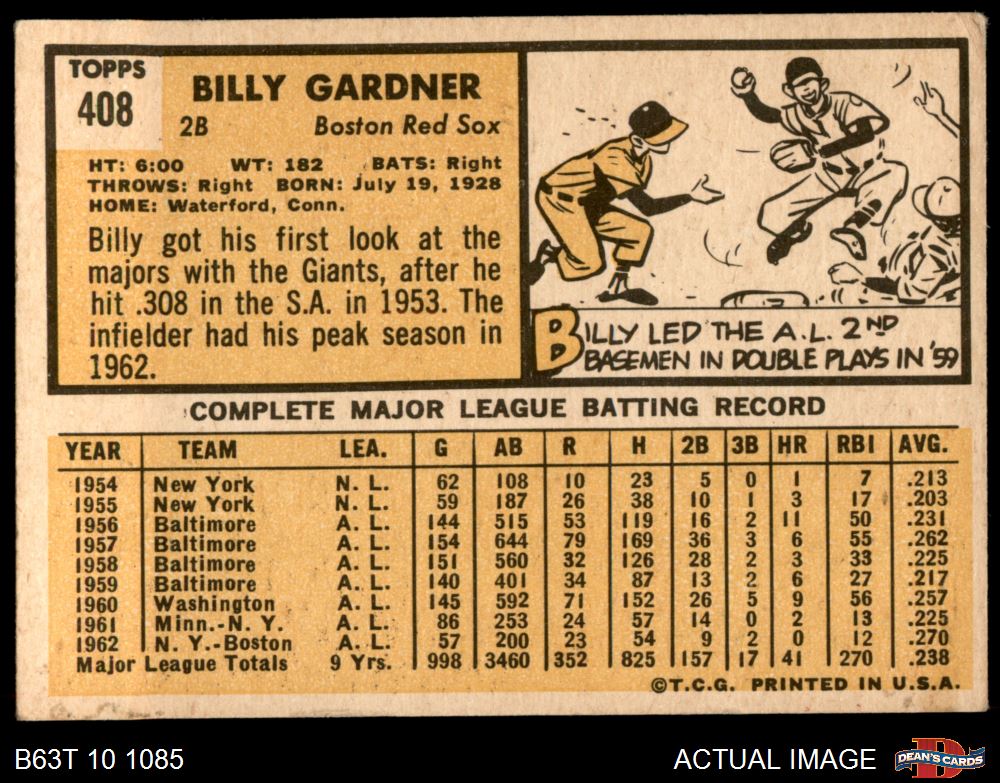 TOPPS
408
BILLY GARDNER
2B Boston Red Sox
HT: 6:00 WT: 182 BATS: Right
THROWS: Right BORN: July 19, 1928
HOME: Waterford, Conn.
Billy got his first look at the
majors with the Giants, after he
hit .308 in the S.A. in 1953. The
infielder had his peak season in
1962.
BILLY LED THE A.L. 2ND
BASEMEN IN DOUBLE PLAYS IN '59
COMPLETE MAJOR LEAGUE BATTING RECORD
YEAR TEAM LEA. G AB R H 2B 3B HR RBI AVG.
1954 New York N. L. 62 108 10 23 5 0 1 7 .213
1955 New York N. L. 59 187 26 38 10 1 3 17 .203
1956 Baltimore A. L. 144 515 53 119 16 2 11 50 .231
1957 Baltimore A. L. 154 644 79 169 36 3 6 55 .262
1958 Baltimore A. L. 151 560 32 126 28 2 3 33 .225
1959 Baltimore A. L. 140 401 34 87 13 2 6 27 .217
1960 Washington A. L. 145 592 71 152 26 5 9 56 .257
1961 Minn.-N. Y. A. L. 86 253 24 57 14 0 2 13 .225
1962 N. Y.-Boston A. L. 57 200 23 54 9 2 0 12 .270
Major League Totals 9 Yrs. 998 3460 352 825 157 17 41 270 .238
©T.C.G. PRINTED IN U.S.A.
B63T 10 1085
ACTUAL IMAGE
D
DEAN'S CARDS